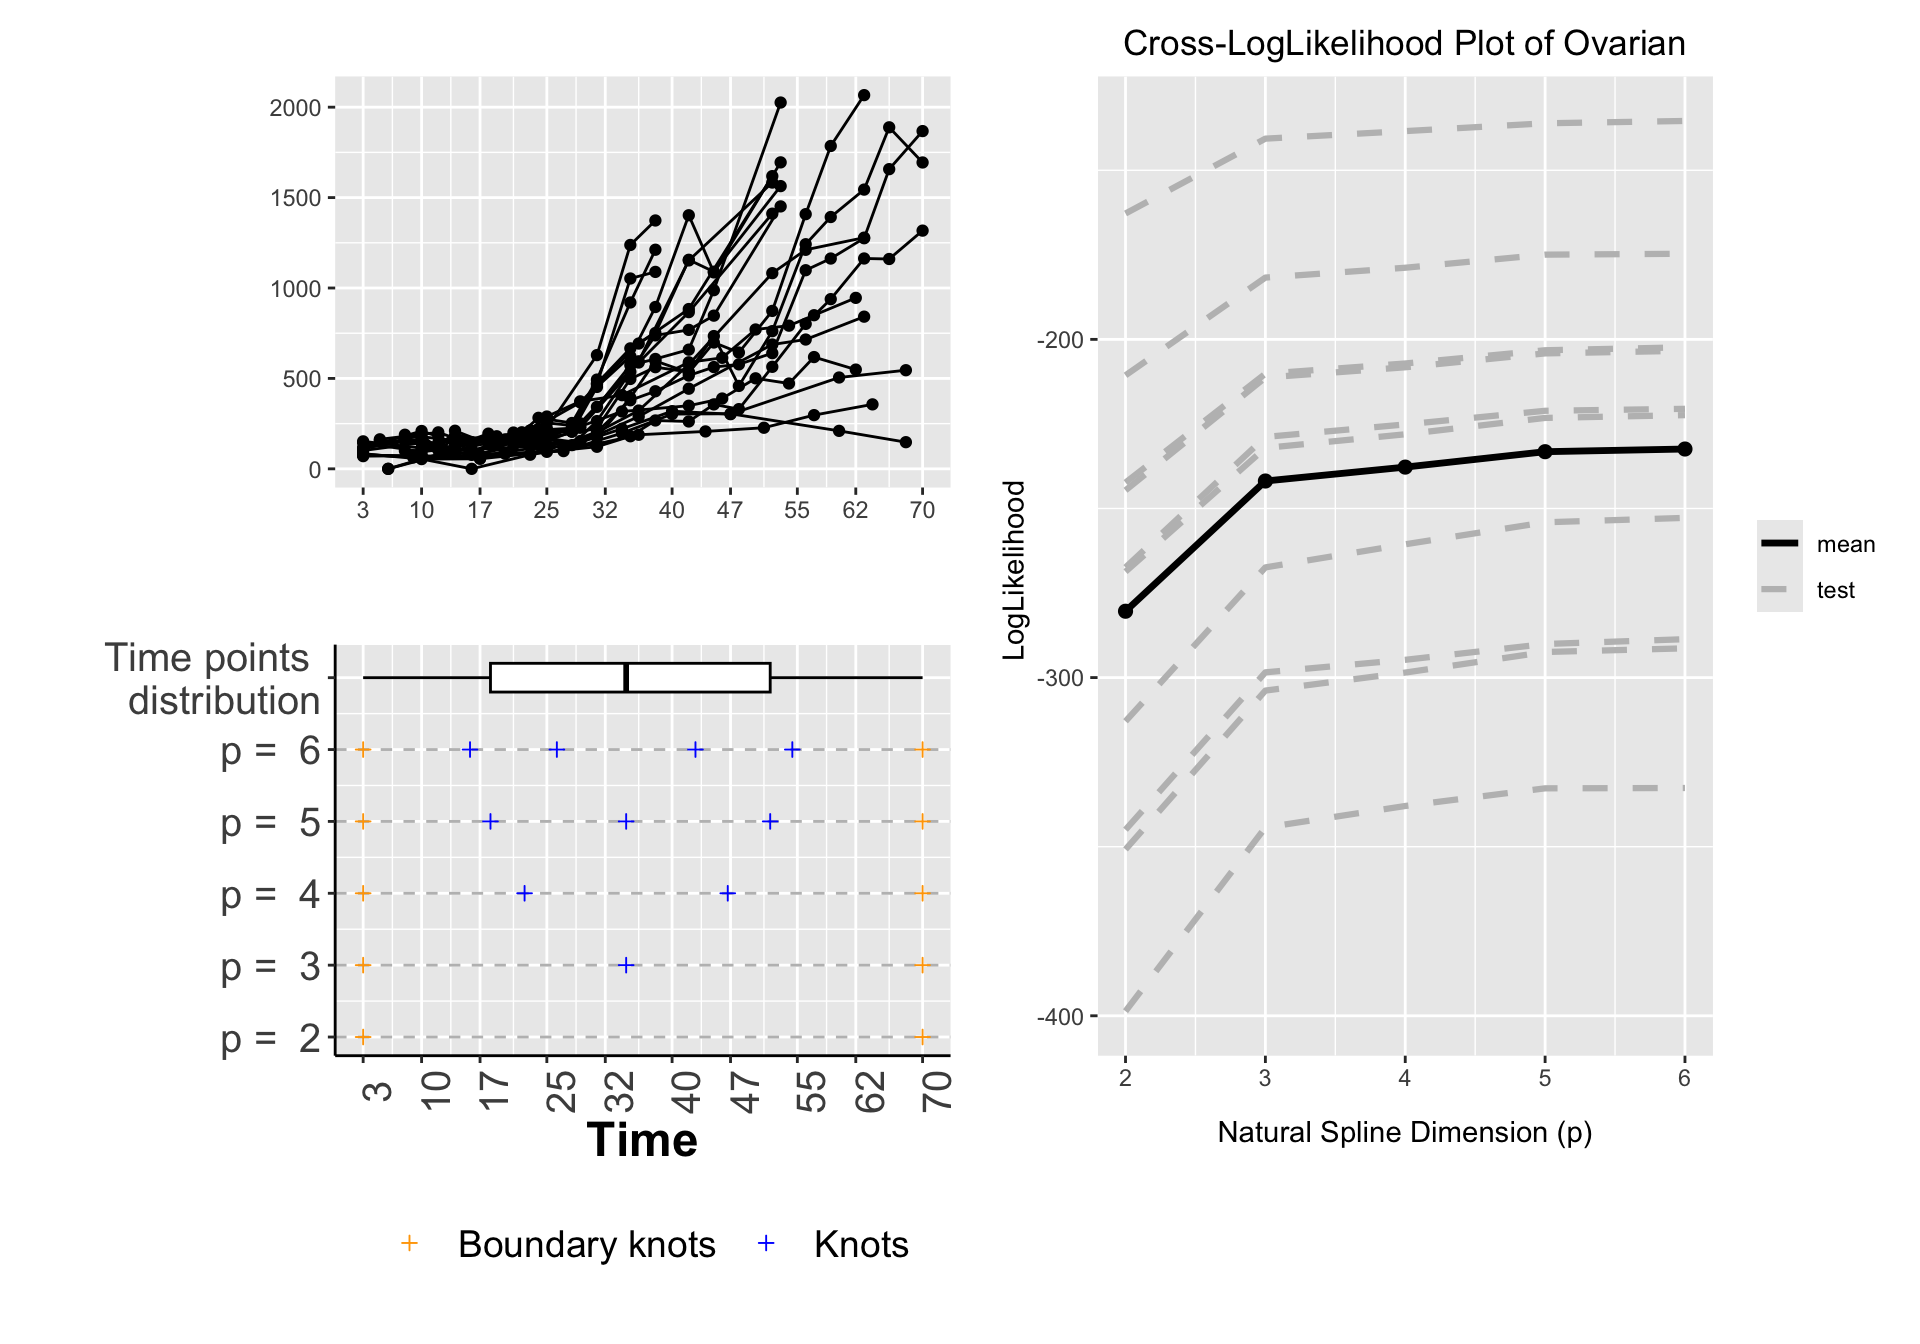 2000
1500
1000
500
0
3 10 17 25 32 40 47 55 62 70
Time points
distribution
p = 6
p = 5
p = 4
p = 3
p = 2
3 10 17 25 32 40 47 55 62 70
Time
Boundary knots Knots
Cross-LogLikelihood Plot of Ovarian
LogLikelihood
-200
-300
-400
2 3 4 5 6
Natural Spline Dimension (p)
mean
test